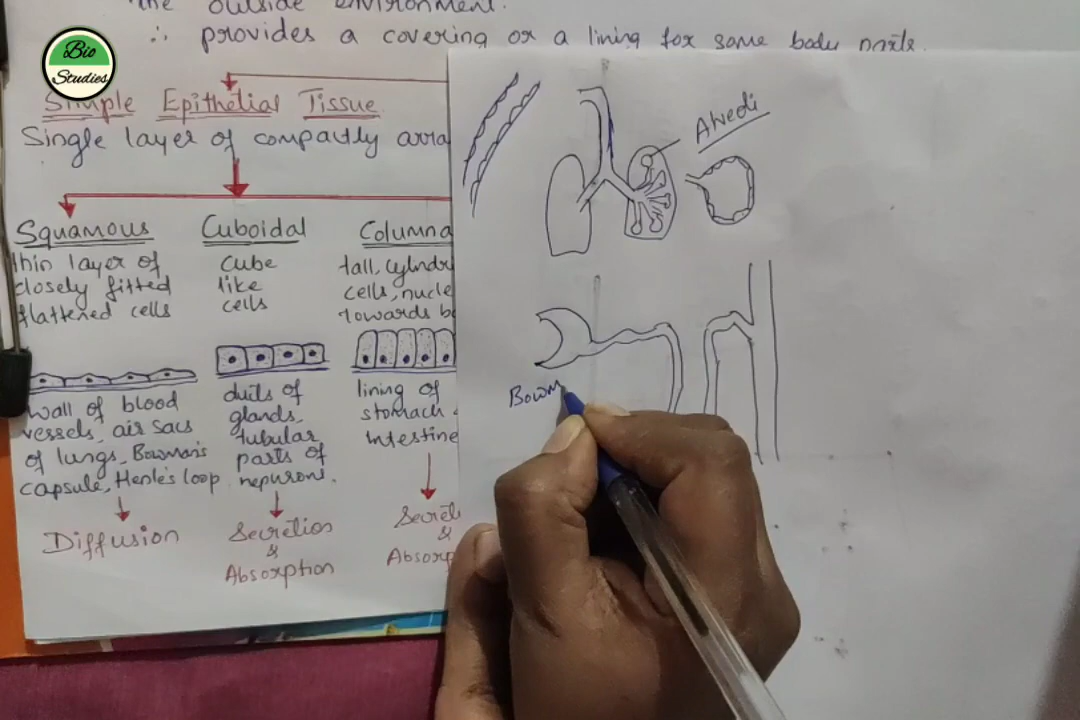 the outside environment.
∴ provides a covering or a lining for some body parts.
Bio
Studies
Simple Epithelial Tissue
Single layer of compactly arra
Squamous
thin layer of
closely fitted
flattened cells
wall of blood
vessels, air sacs
of lungs, Bowman's
capsule, Henle's loop
Diffusion
Cuboidal
cube
like
cells
ducts of
glands,
tubular
parts of
nephrons.
Secretion
&
Absorption
Columna
tall, cylindri
cells, nucle
towards b
lining of
stomach
Intestine
Secreti
&
Absorp
Alveoli
Bowm